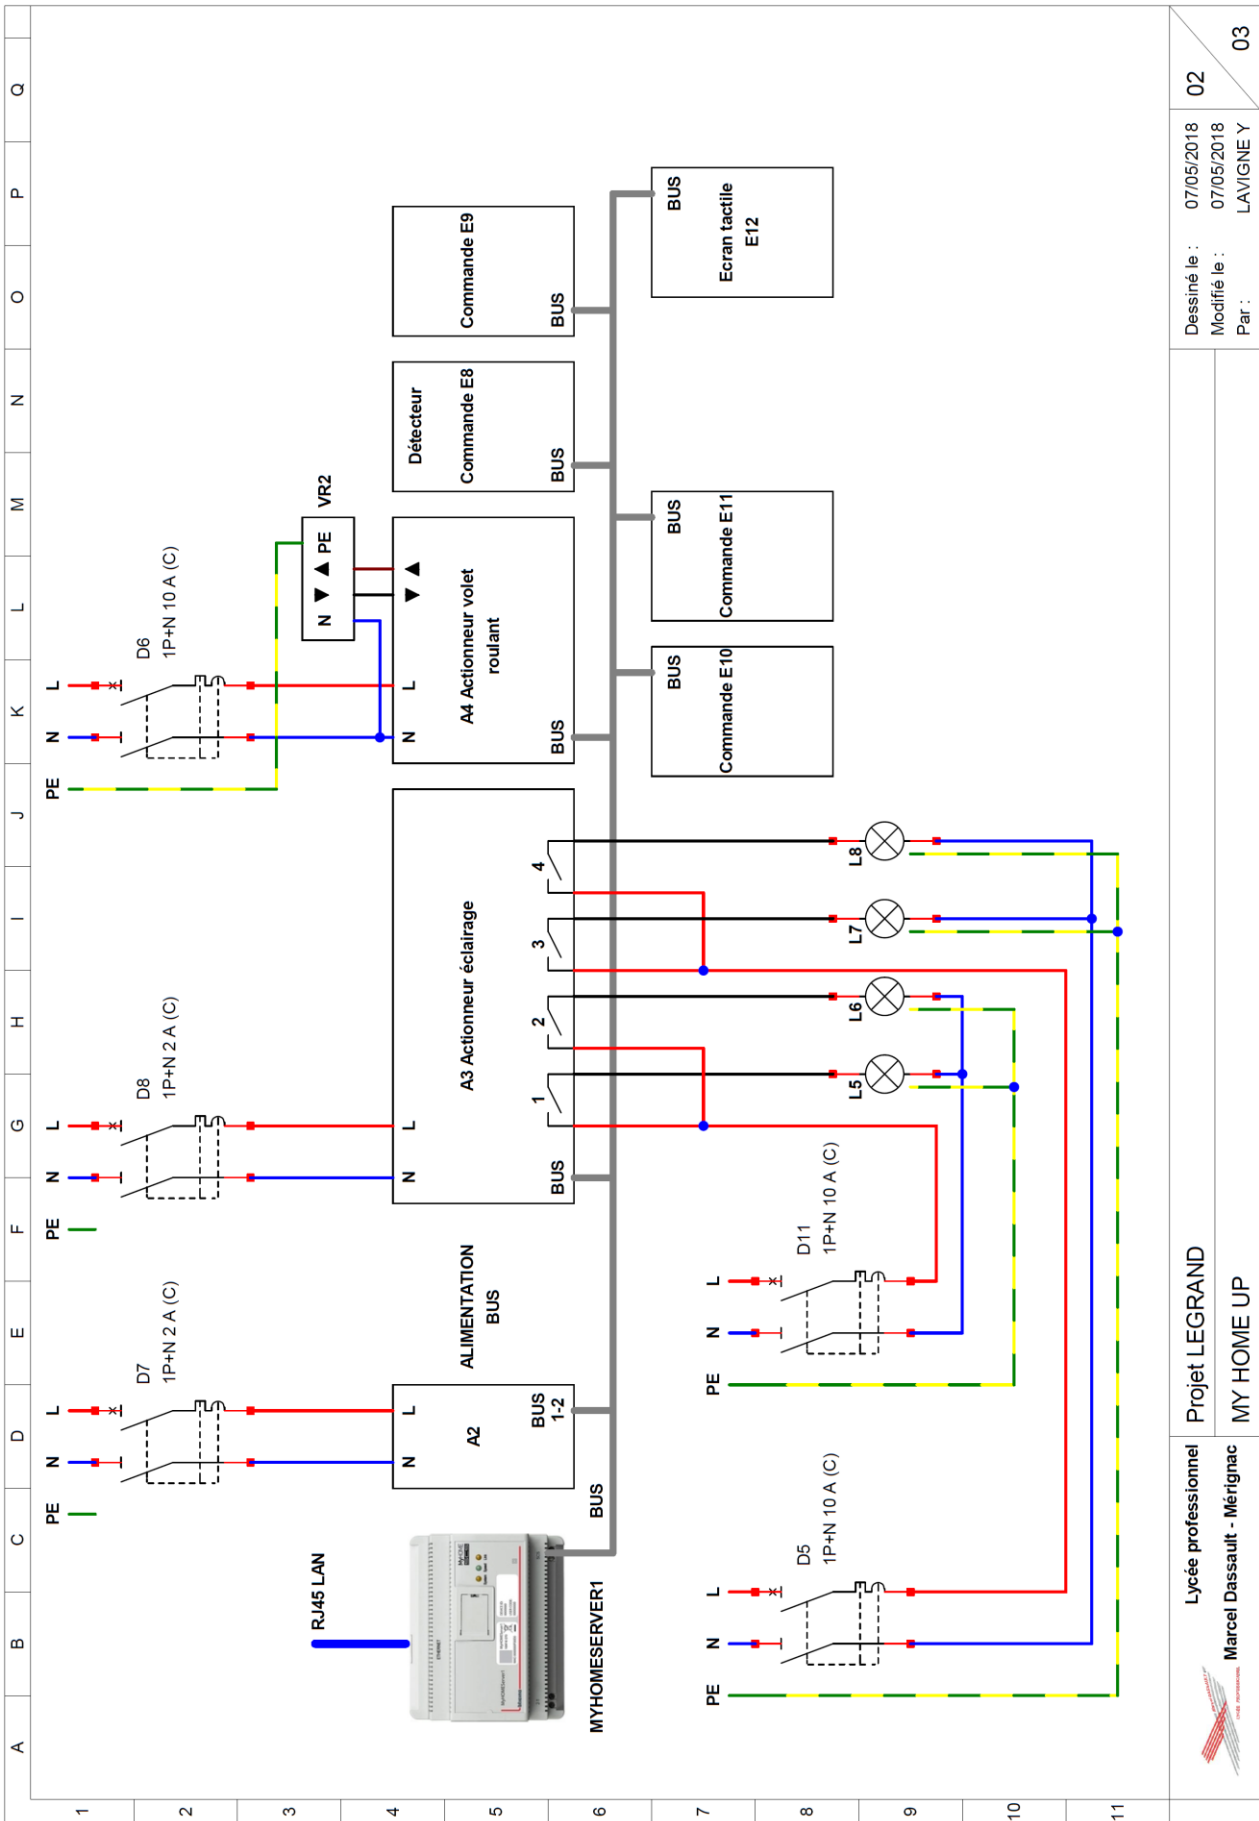 A B C D E F G H I J K L M N O P Q
1
PE N L
PE N L
PE N L
D7
1P+N 2 A (C)
D8
1P+N 2 A (C)
D6
1P+N 10 A (C)
2
3
RJ45 LAN
N ▼ ▲ PE
VR2
4
N L
N L
N L ▼ ▲
Détecteur
5
A2
ALIMENTATION
BUS
A3 Actionneur éclairage
A4 Actionneur volet
roulant
Commande E8
Commande E9
BUS
1-2
1 2 3 4
BUS
BUS
BUS
BUS
6
MYHOMESERVER1
BUS
7
PE N L
PE N L
BUS
BUS
BUS
Commande E10
Commande E11
Ecran tactile
E12
8
D5
1P+N 10 A (C)
D11
1P+N 10 A (C)
L5 L6 L7 L8
9
10
11
Lycée professionnel
Marcel Dassault - Mérignac
Projet LEGRAND
MY HOME UP
Dessiné le : 07/05/2018
Modifié le : 07/05/2018
Par : LAVIGNE Y
02
03